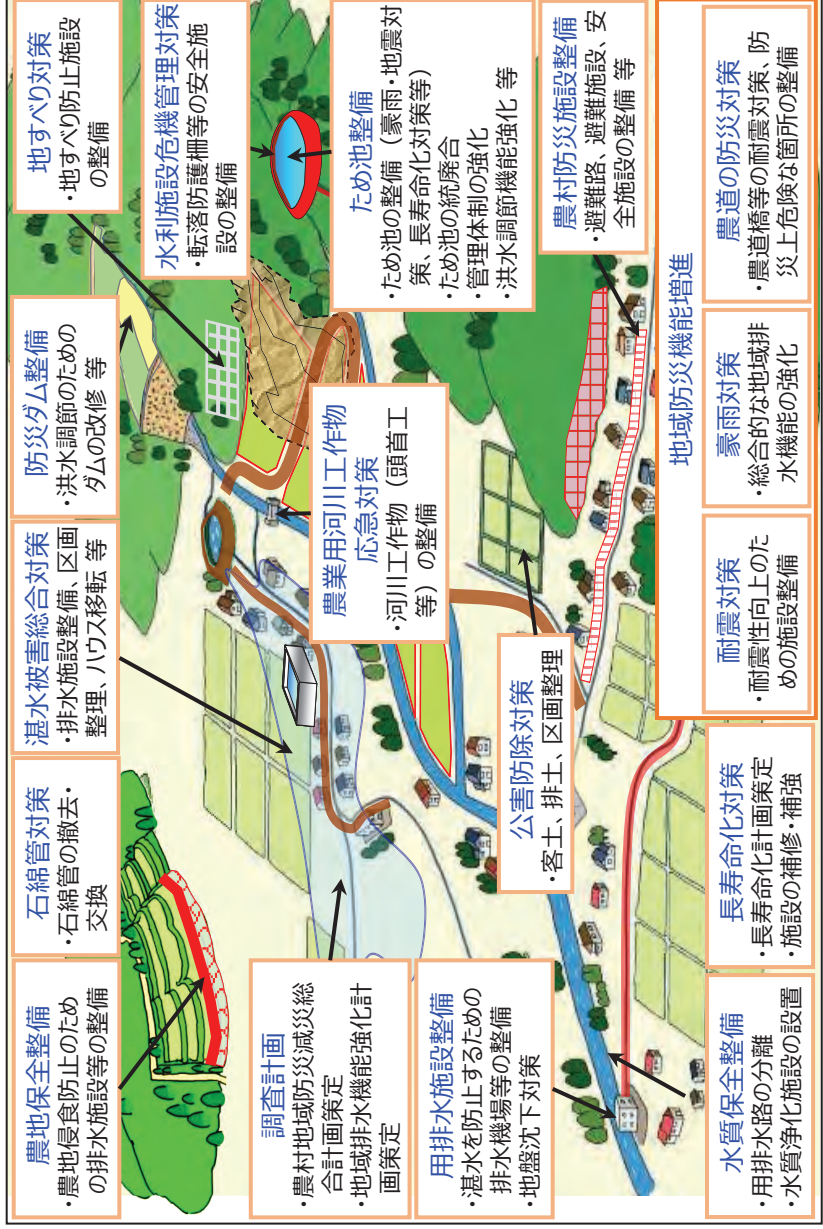 農地保全整備
・農地侵食防止のため
の排水施設等の整備
石綿管対策
・石綿管の撤去・
交換
湛水被害総合対策
・排水施設整備、区画
整理、ハウス移転 等
防災ダム整備
・洪水調節のための
ダムの改修 等
地すべり対策
・地すべり防止施設
の整備
水利施設危機管理対策
・転落防護柵等の安全施
設の整備
調査計画
・農村地域防災減災総
合計画策定
・地域排水機能強化計
画策定
農業用河川工作物
応急対策
・河川工作物（頭首工
等）の整備
ため池整備
・ため池の整備（豪雨・地震対
策、長寿命化対策等）
・ため池の統廃合
・管理体制の強化
・洪水調節機能強化 等
用排水施設整備
・湛水を防止するための
排水機場等の整備
・地盤沈下対策
公害防除対策
・客土、排土、区画整理
農村防災施設整備
・避難路、避難施設、安
全施設の整備 等
水質保全整備
・用排水路の分離
・水質浄化施設の設置
長寿命化対策
・長寿命化計画策定
・施設の補修・補強
地域防災機能増進
耐震対策
・耐震性向上のた
めの施設整備
豪雨対策
・総合的な地域排
水機能の強化
農道の防災対策
・農道橋等の耐震対策、防
災上危険な箇所の整備